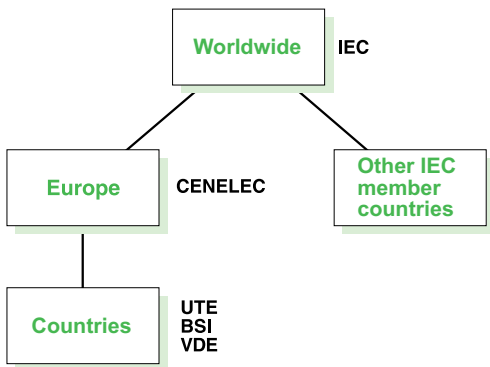 Worldwide
IEC
Europe
CENELEC
Other IEC
member
countries
Countries
UTE
BSI
VDE